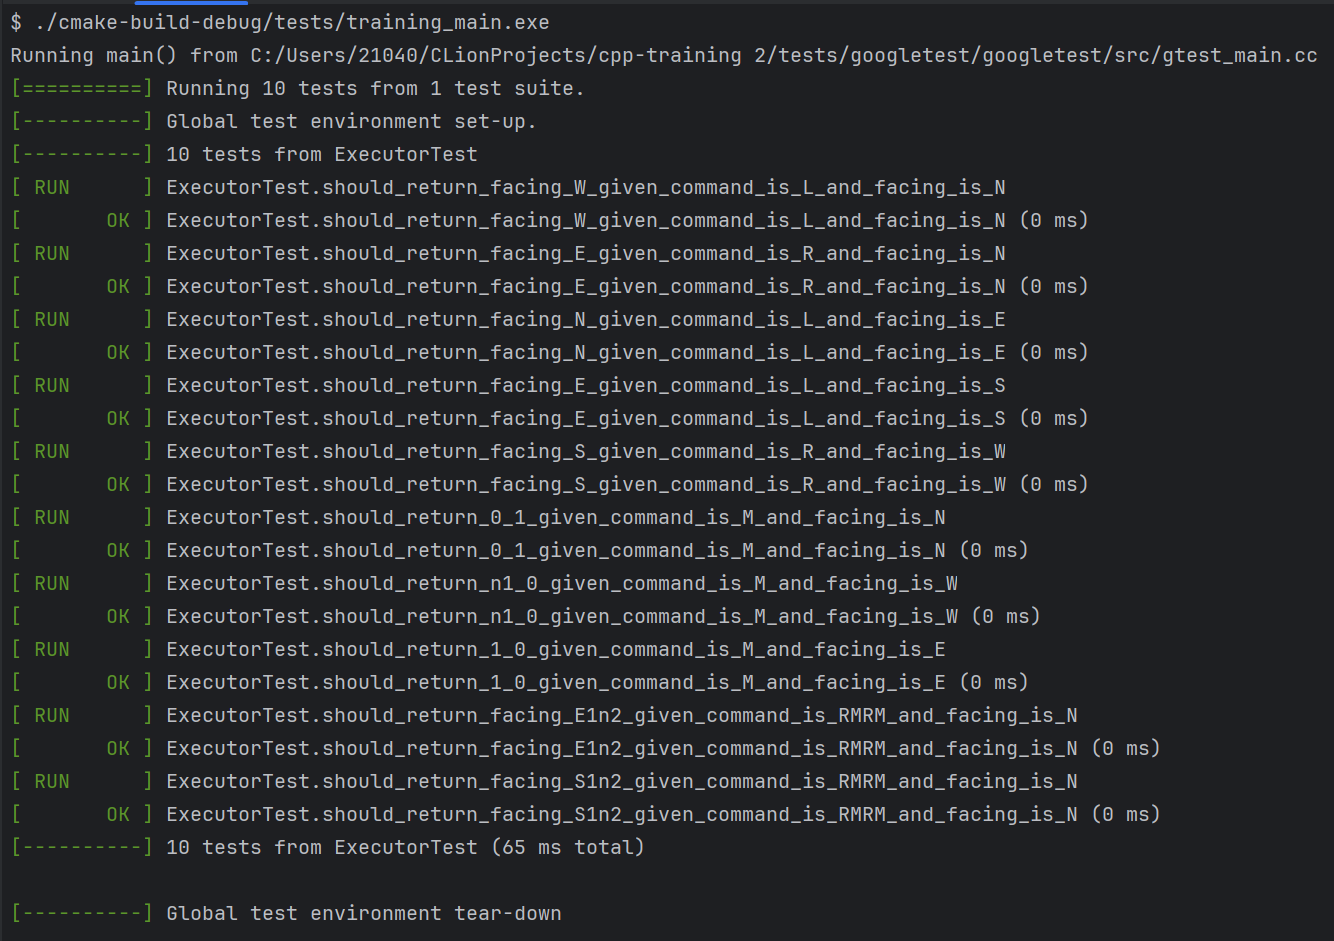 $ ./cmake-build-debug/tests/training_main.exe
Running main() from C:/Users/21040/CLionProjects/cpp-training 2/tests/googletest/googletest/src/gtest_main.cc
[==========] Running 10 tests from 1 test suite.
[----------] Global test environment set-up.
[----------] 10 tests from ExecutorTest
[ RUN      ] ExecutorTest.should_return_facing_W_given_command_is_L_and_facing_is_N
[       OK ] ExecutorTest.should_return_facing_W_given_command_is_L_and_facing_is_N (0 ms)
[ RUN      ] ExecutorTest.should_return_facing_E_given_command_is_R_and_facing_is_N
[       OK ] ExecutorTest.should_return_facing_E_given_command_is_R_and_facing_is_N (0 ms)
[ RUN      ] ExecutorTest.should_return_facing_N_given_command_is_L_and_facing_is_E
[       OK ] ExecutorTest.should_return_facing_N_given_command_is_L_and_facing_is_E (0 ms)
[ RUN      ] ExecutorTest.should_return_facing_E_given_command_is_L_and_facing_is_S
[       OK ] ExecutorTest.should_return_facing_E_given_command_is_L_and_facing_is_S (0 ms)
[ RUN      ] ExecutorTest.should_return_facing_S_given_command_is_R_and_facing_is_W
[       OK ] ExecutorTest.should_return_facing_S_given_command_is_R_and_facing_is_W (0 ms)
[ RUN      ] ExecutorTest.should_return_0_1_given_command_is_M_and_facing_is_N
[       OK ] ExecutorTest.should_return_0_1_given_command_is_M_and_facing_is_N (0 ms)
[ RUN      ] ExecutorTest.should_return_n1_0_given_command_is_M_and_facing_is_W
[       OK ] ExecutorTest.should_return_n1_0_given_command_is_M_and_facing_is_W (0 ms)
[ RUN      ] ExecutorTest.should_return_1_0_given_command_is_M_and_facing_is_E
[       OK ] ExecutorTest.should_return_1_0_given_command_is_M_and_facing_is_E (0 ms)
[ RUN      ] ExecutorTest.should_return_facing_E1n2_given_command_is_RMRM_and_facing_is_N
[       OK ] ExecutorTest.should_return_facing_E1n2_given_command_is_RMRM_and_facing_is_N (0 ms)
[ RUN      ] ExecutorTest.should_return_facing_S1n2_given_command_is_RMRM_and_facing_is_N
[       OK ] ExecutorTest.should_return_facing_S1n2_given_command_is_RMRM_and_facing_is_N (0 ms)
[----------] 10 tests from ExecutorTest (65 ms total)
[----------] Global test environment tear-down